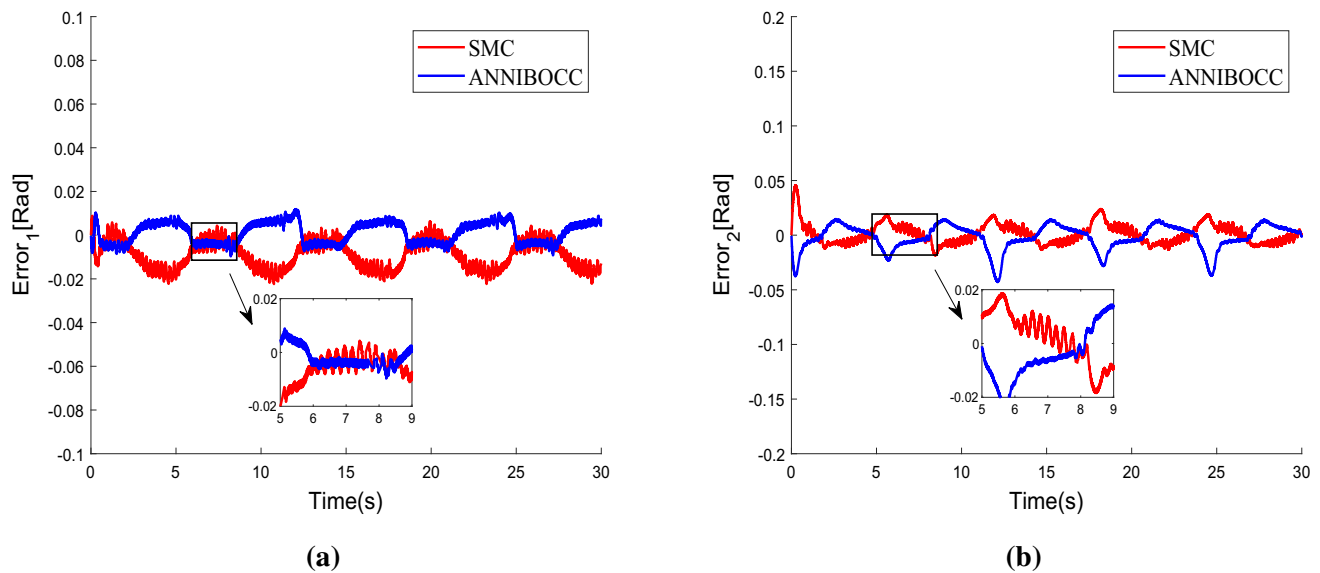 0.1
0.08
0.06
0.04
0.02
0
-0.02
-0.04
-0.06
-0.08
-0.1
Error1[Rad]
SMC
ANNIBOCC
0.02
0
-0.02
5 6 7 8 9
0 5 10 15 20 25 30
Time(s)
(a)
0.2
0.15
0.1
0.05
0
-0.05
-0.1
-0.15
-0.2
Error2[Rad]
SMC
ANNIBOCC
0.02
0
-0.02
5 6 7 8 9
0 5 10 15 20 25 30
Time(s)
(b)